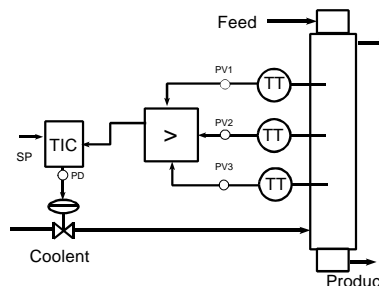 Feed
PV1
TT
TIC
>
PV2
TT
SP
PD
PV3
TT
Coolent
Produc